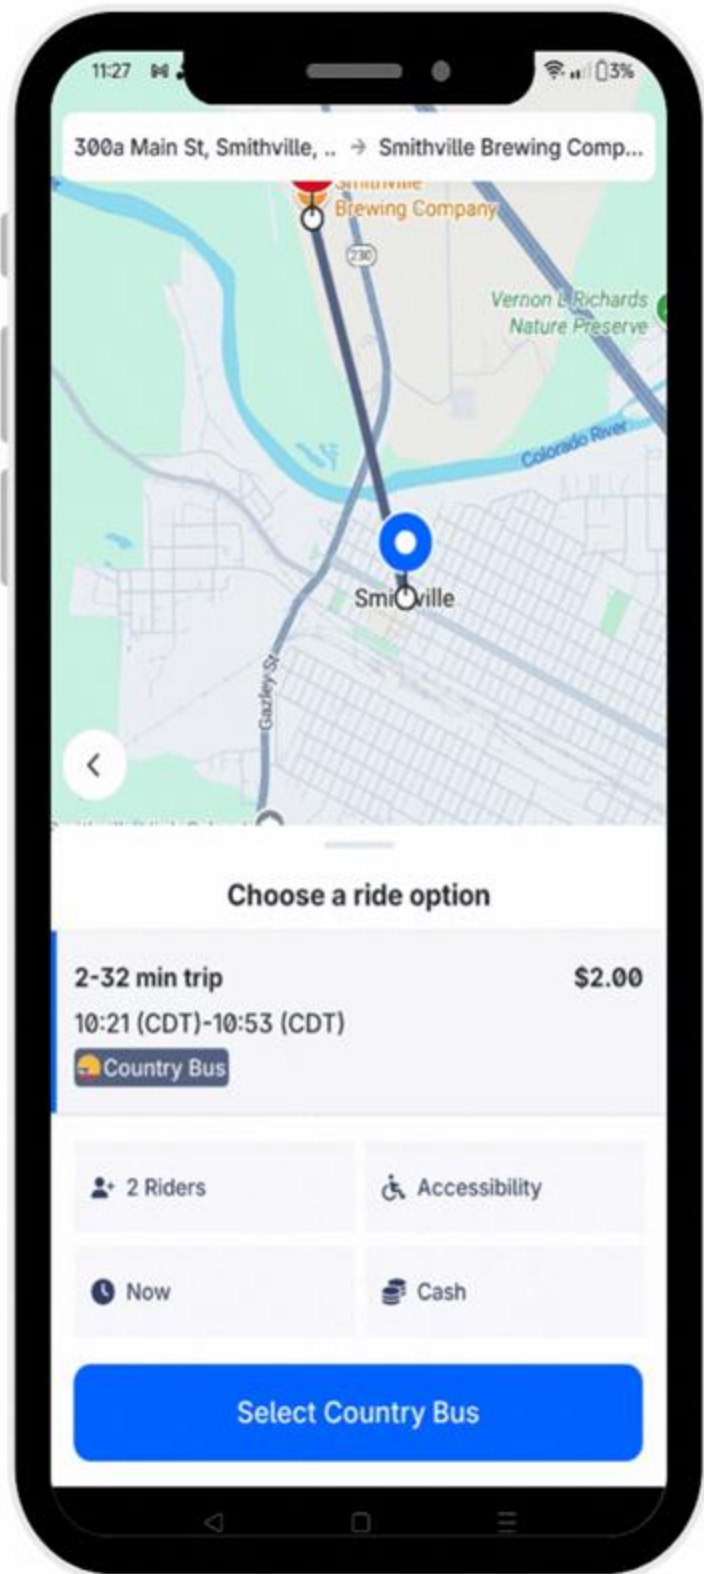 11:27
3%
300a Main St, Smithville, .. → Smithville Brewing Comp...
Smithville
Brewing Company
230
Vernon L Richards
Nature Preserve
Colorado River
Smi ville
Gazley St
Choose a ride option
2-32 min trip
$2.00
10:21 (CDT)-10:53 (CDT)
Country Bus
2 Riders
Accessibility
Now
Cash
Select Country Bus